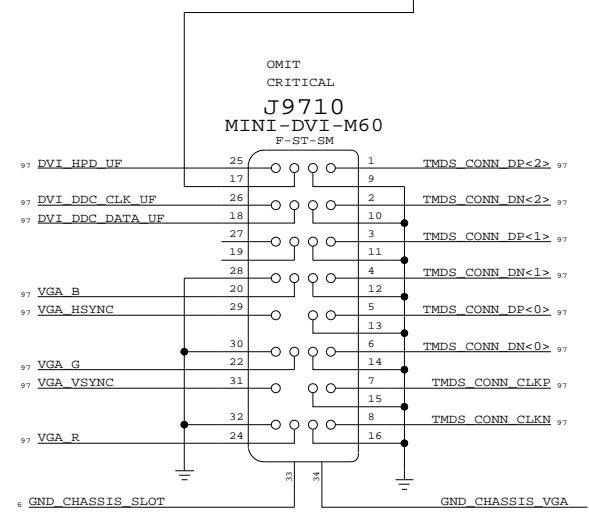 OMIT
CRITICAL
J9710
MINI-DVI-M60
F-ST-SM
97 DVI_HPD_UF 25 1 TMDS_CONN_DP<2> 97
17 9
97 DVI_DDC_CLK_UF 26 2 TMDS_CONN_DN<2> 97
97 DVI_DDC_DATA_UF 18 10
27 3 TMDS_CONN_DP<1> 97
19 11
28 4 TMDS_CONN_DN<1> 97
97 VGA_B 20 12
97 VGA_HSYNC 29 5 TMDS_CONN_DP<0> 97
13
30 6 TMDS_CONN_DN<0> 97
97 VGA_G 22 14
97 VGA_VSYNC 31 7 TMDS_CONN_CLKP 97
15
32 8 TMDS_CONN_CLKN 97
97 VGA_R 24 16
33 34
6 GND_CHASSIS_SLOT GND_CHASSIS_VGA